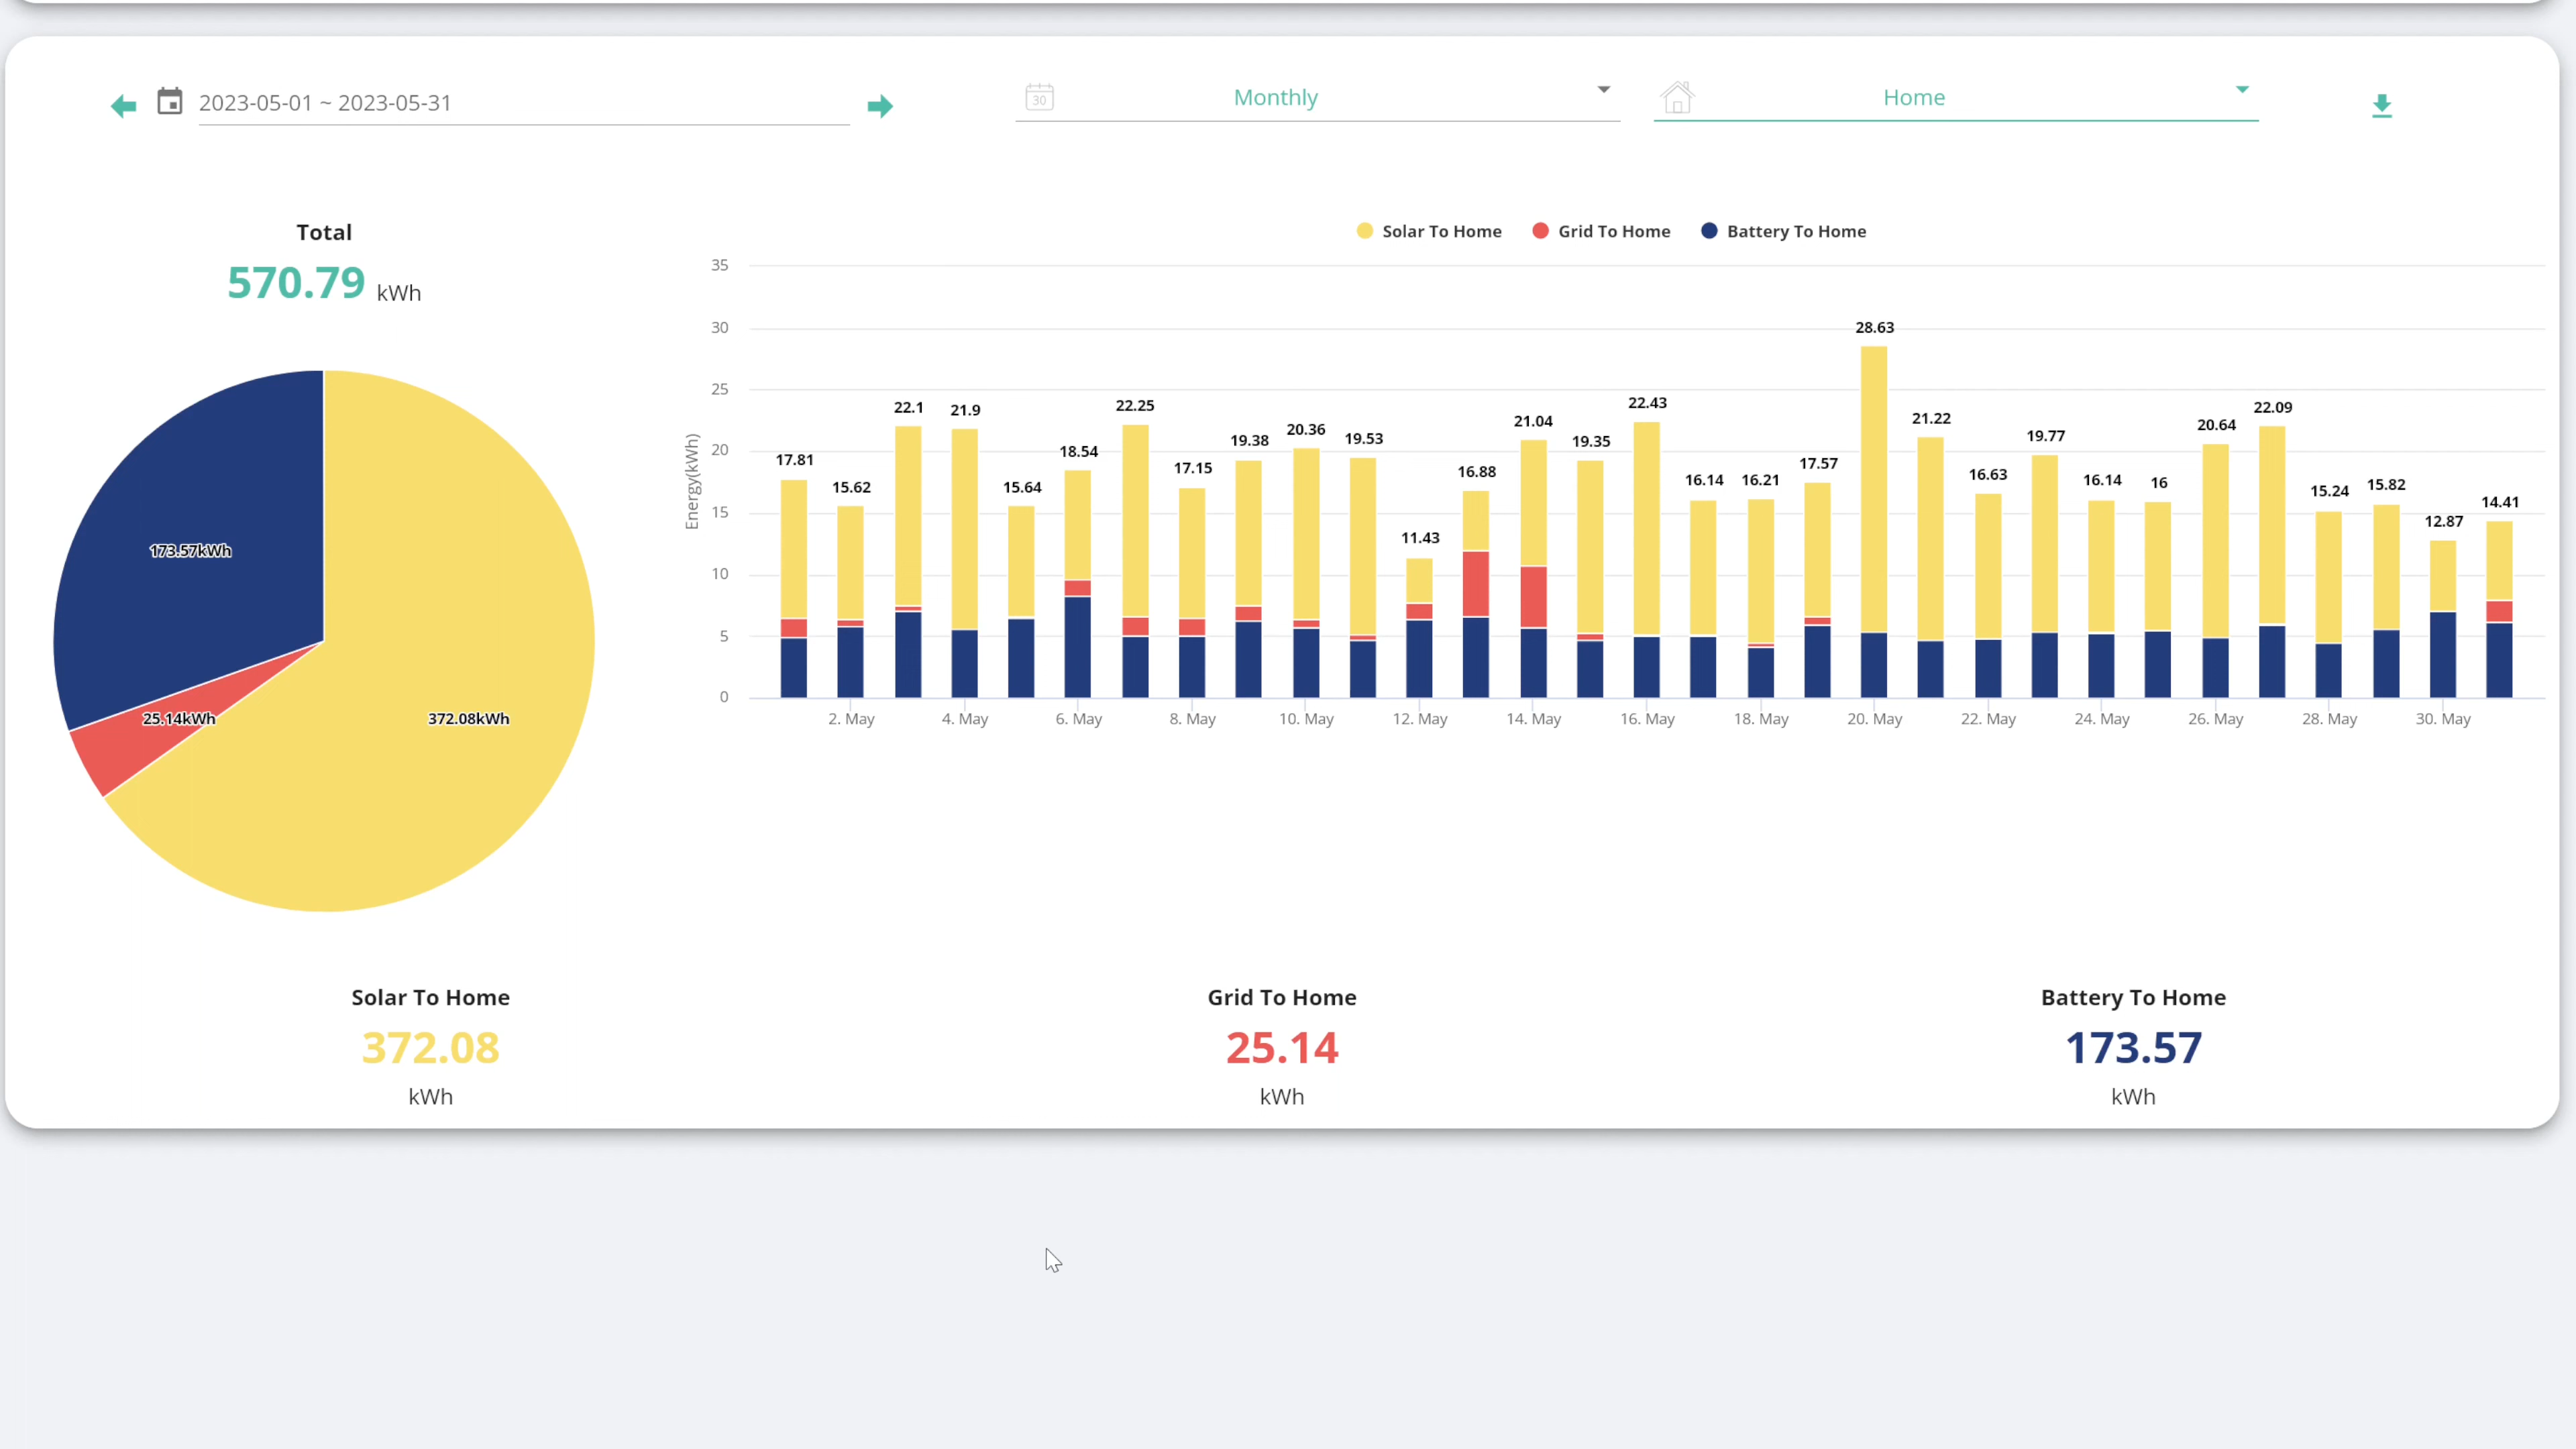 2023-05-01 ~ 2023-05-31
30
Monthly
Home
Total
570.79 kWh
173.57kWh
25.14kWh
372.08kWh
Solar To Home Grid To Home Battery To Home
Energy(kWh)
35
30
25
20
15
10
5
0
17.81
15.62
22.1
21.9
15.64
18.54
22.25
17.15
19.38
20.36
19.53
11.43
16.88
21.04
19.35
22.43
16.14
16.21
17.57
28.63
21.22
16.63
19.77
16.14
16
20.64
22.09
15.24
15.82
12.87
14.41
2. May 4. May 6. May 8. May 10. May 12. May 14. May 16. May 18. May 20. May 22. May 24. May 26. May 28. May 30. May
Solar To Home
372.08
kWh
Grid To Home
25.14
kWh
Battery To Home
173.57
kWh